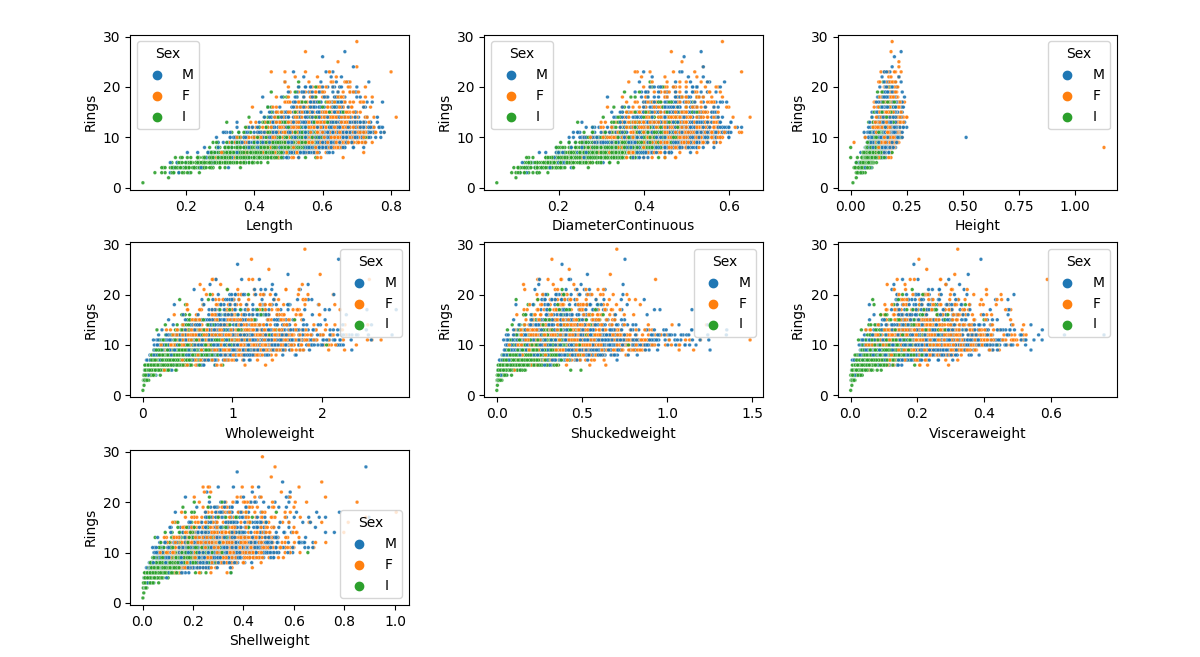 30
20
10
0
Rings
Sex
M
F
I
0.2 0.4 0.6 0.8
Length
30
20
10
0
Rings
Sex
M
F
I
0.2 0.4 0.6
DiameterContinuous
30
20
10
0
Rings
Sex
M
F
I
0.00 0.25 0.50 0.75 1.00
Height
30
20
10
0
Rings
Sex
M
F
I
0 1 2
Wholeweight
30
20
10
0
Rings
Sex
M
F
I
0.0 0.5 1.0 1.5
Shuckedweight
30
20
10
0
Rings
Sex
M
F
I
0.0 0.2 0.4 0.6
Visceraweight
30
20
10
0
Rings
Sex
M
F
I
0.0 0.2 0.4 0.6 0.8 1.0
Shellweight